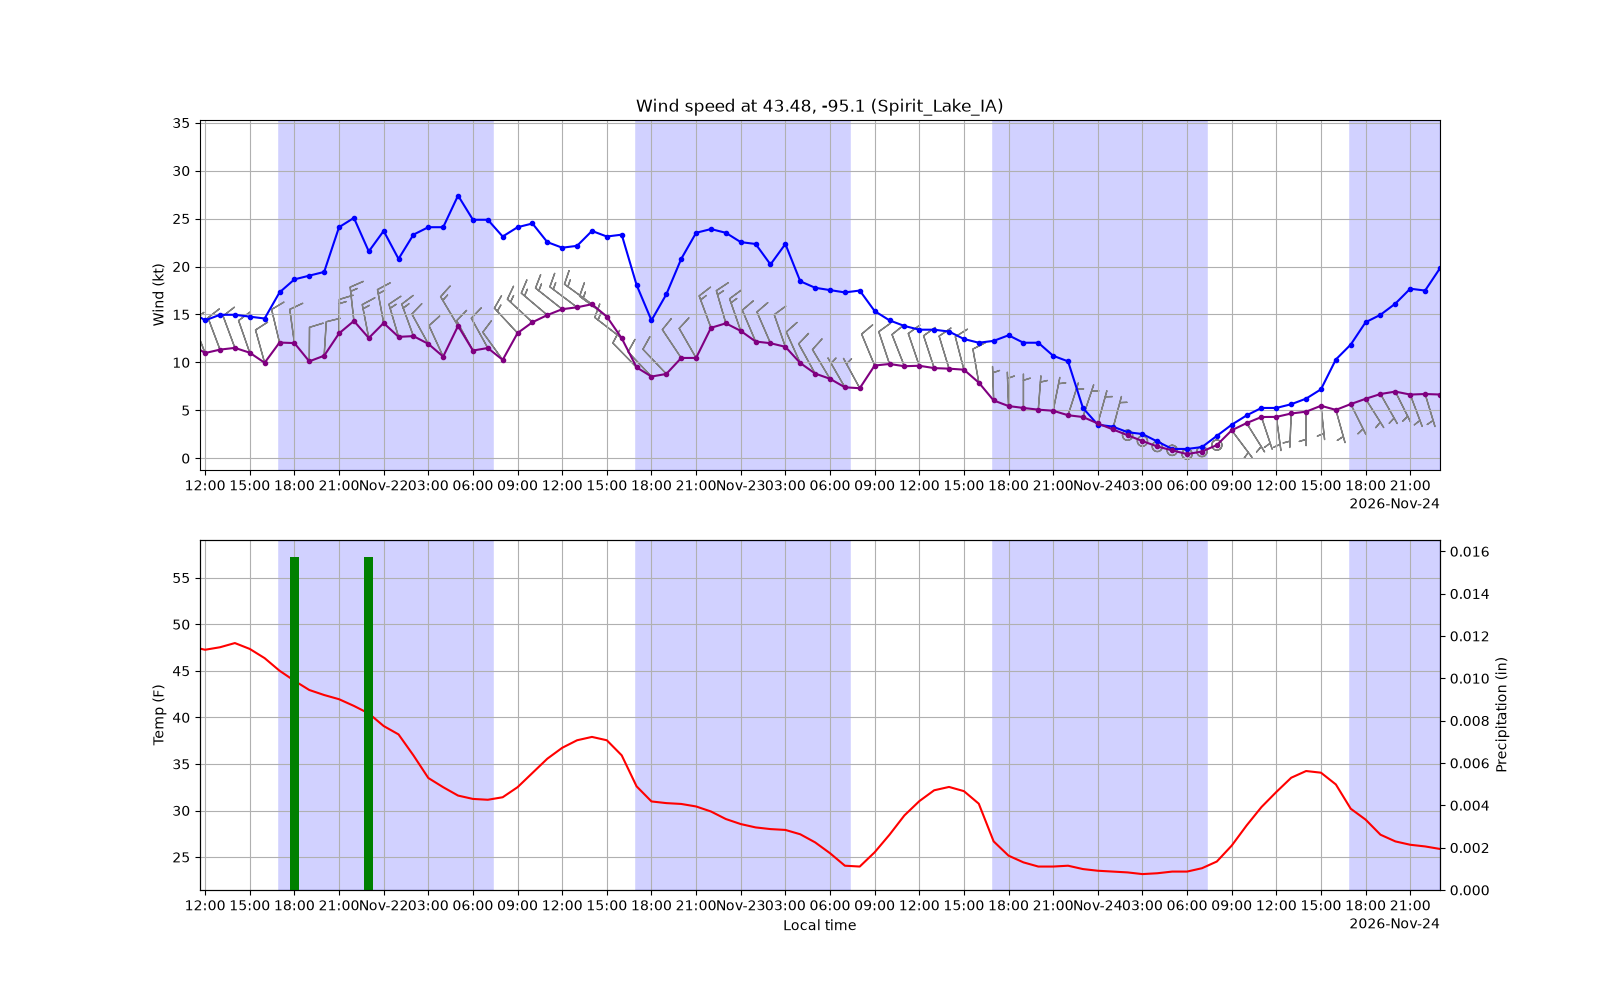 Wind speed at 43.48, -95.1 (Spirit_Lake_IA)
35
30
25
20
15
10
5
0
Wind (kt)
12:00 15:00 18:00 21:00 Nov-22 03:00 06:00 09:00 12:00 15:00 18:00 21:00 Nov-23 03:00 06:00 09:00 12:00 15:00 18:00 21:00 Nov-24 03:00 06:00 09:00 12:00 15:00 18:00 21:00
2026-Nov-24
55
50
45
40
35
30
25
Temp (F)
0.016
0.014
0.012
0.010
0.008
0.006
0.004
0.002
0.000
Precipitation (in)
12:00 15:00 18:00 21:00 Nov-22 03:00 06:00 09:00 12:00 15:00 18:00 21:00 Nov-23 03:00 06:00 09:00 12:00 15:00 18:00 21:00 Nov-24 03:00 06:00 09:00 12:00 15:00 18:00 21:00
Local time
2026-Nov-24